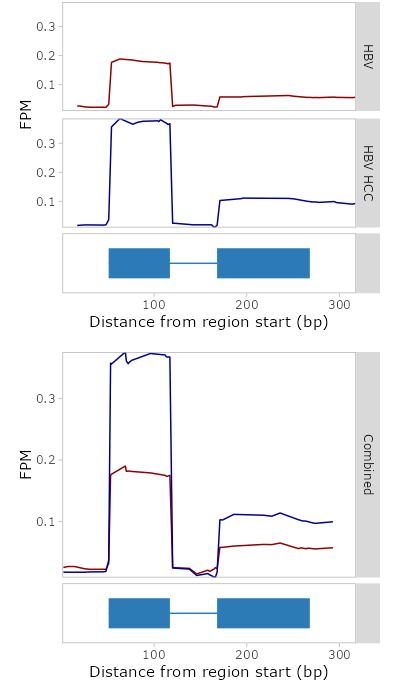 0.3
0.2
0.1
HBV
FPM
0.3
0.2
0.1
HBV HCC
100
200
300
Distance from region start (bp)
0.3
0.2
0.1
FPM
Combined
100
200
300
Distance from region start (bp)